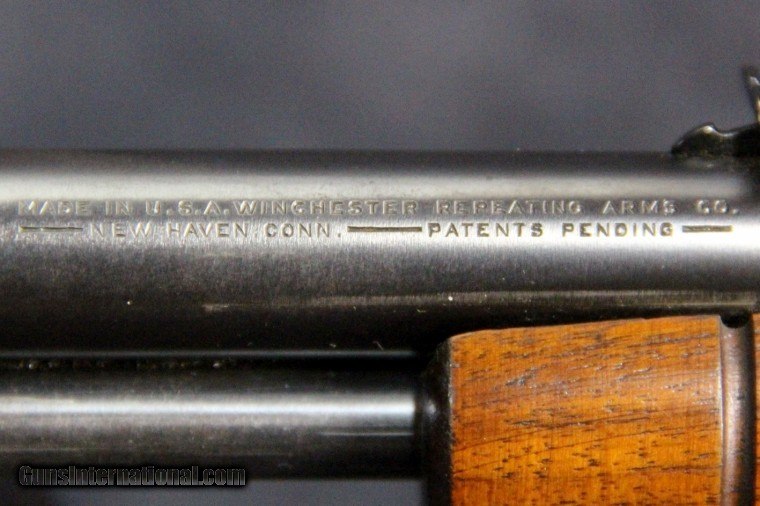 MADE IN U.S.A. WINCHESTER REPEATING ARMS CO.
— NEW HAVEN. CONN. — PATENTS PENDING —
GunsInternational.com